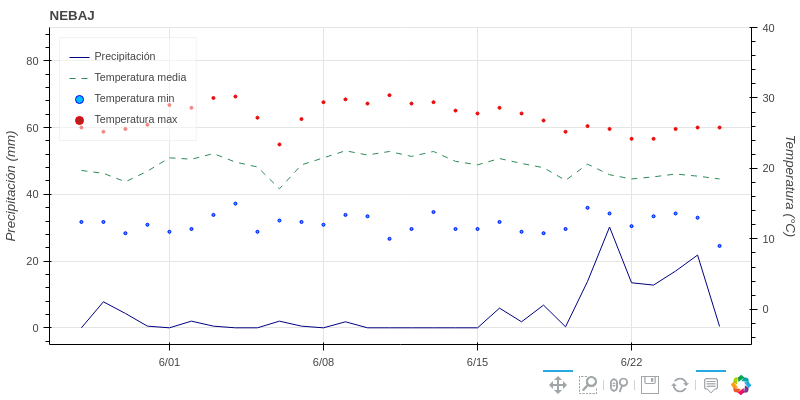 NEBAJ
Precipitación
Temperatura media
Temperatura min
Temperatura max
Precipitación (mm)
80
60
40
20
0
40
30
20
10
0
Temperatura (°C)
6/01
6/08
6/15
6/22